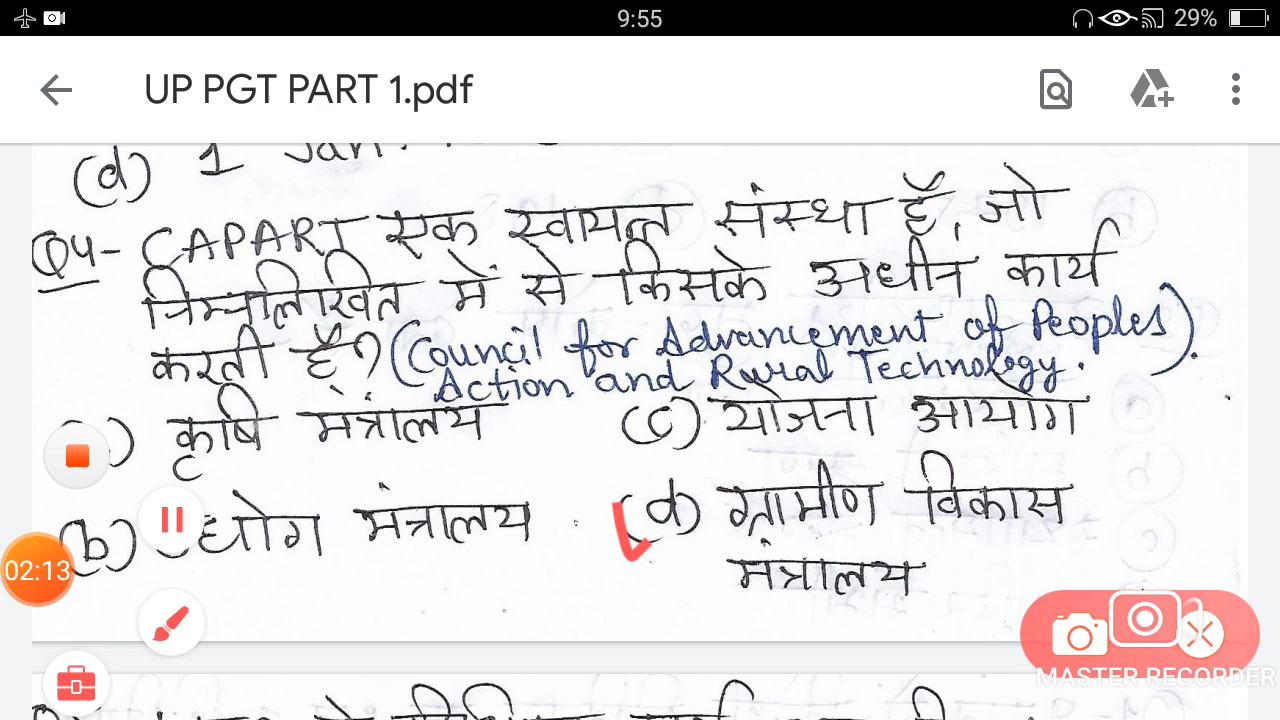 9:55
29%
UP PGT PART 1.pdf
(d) 1 Jan
Q4- CAPART एक स्वायत्त संस्था है, जो
निम्नलिखित में से किसके अधीन कार्य
करती है? (Council for Advancement of Peoples
Action and Rural Technology.)
) कृषि मंत्रालय (c) योजना आयोग
(b) उद्योग मंत्रालय (d) ग्रामीण विकास
मंत्रालय
02:13
MASTER RECORDER